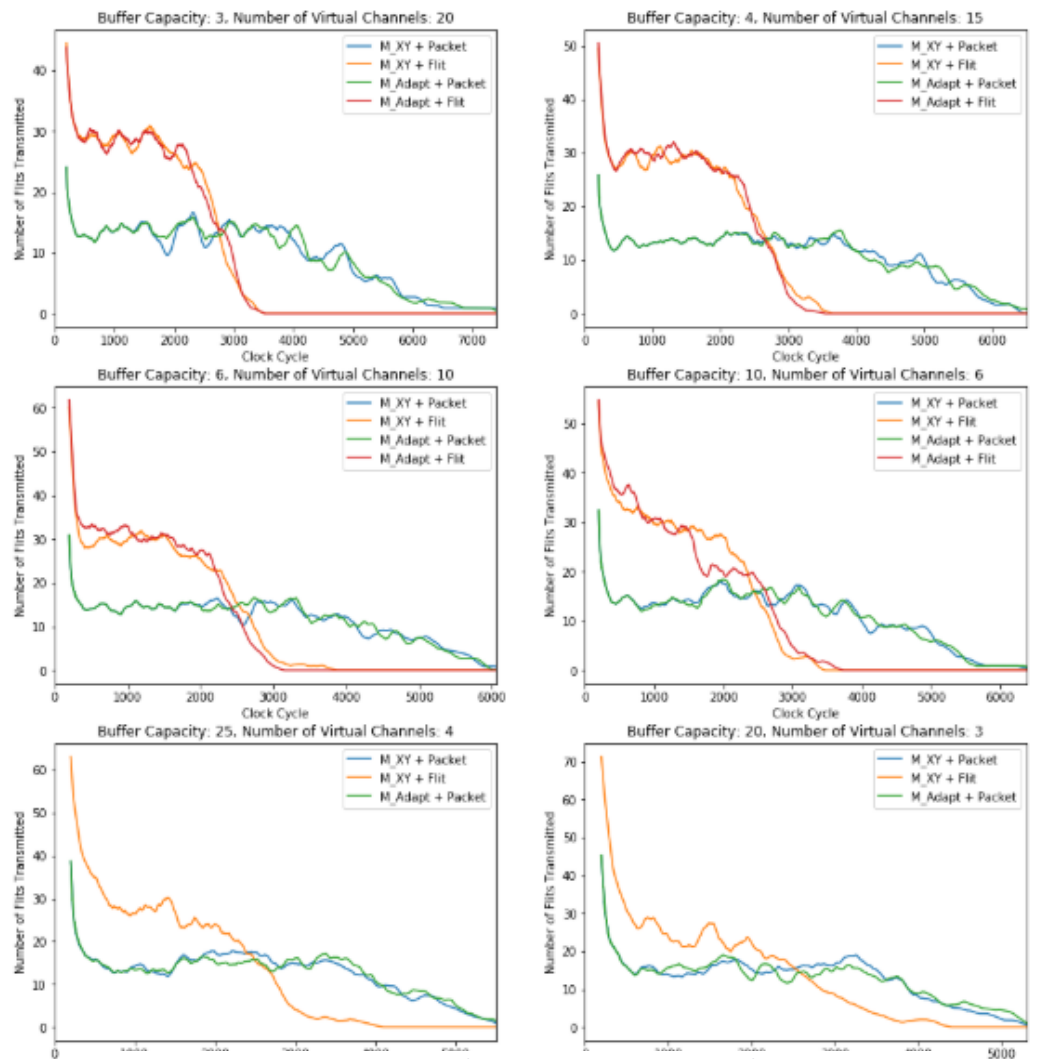 Buffer Capacity: 3, Number of Virtual Channels: 20
Number of Flits Transmitted
40
30
20
10
0
M_XY + Packet
M_XY + Flit
M_Adapt + Packet
M_Adapt + Flit
0 1000 2000 3000 4000 5000 6000 7000
Clock Cycle
Buffer Capacity: 4, Number of Virtual Channels: 15
Number of Flits Transmitted
50
40
30
20
10
0
M_XY + Packet
M_XY + Flit
M_Adapt + Packet
M_Adapt + Flit
0 1000 2000 3000 4000 5000 6000
Clock Cycle
Buffer Capacity: 6, Number of Virtual Channels: 10
Number of Flits Transmitted
60
50
40
30
20
10
0
M_XY + Packet
M_XY + Flit
M_Adapt + Packet
M_Adapt + Flit
0 1000 2000 3000 4000 5000 6000
Clock Cycle
Buffer Capacity: 10, Number of Virtual Channels: 6
Number of Flits Transmitted
50
40
30
20
10
0
M_XY + Packet
M_XY + Flit
M_Adapt + Packet
M_Adapt + Flit
0 1000 2000 3000 4000 5000 6000
Clock Cycle
Buffer Capacity: 25, Number of Virtual Channels: 4
Number of Flits Transmitted
60
50
40
30
20
10
0
M_XY + Packet
M_XY + Flit
M_Adapt + Packet
0
Buffer Capacity: 20, Number of Virtual Channels: 3
Number of Flits Transmitted
70
60
50
40
30
20
10
0
M_XY + Packet
M_XY + Flit
M_Adapt + Packet
0 5000